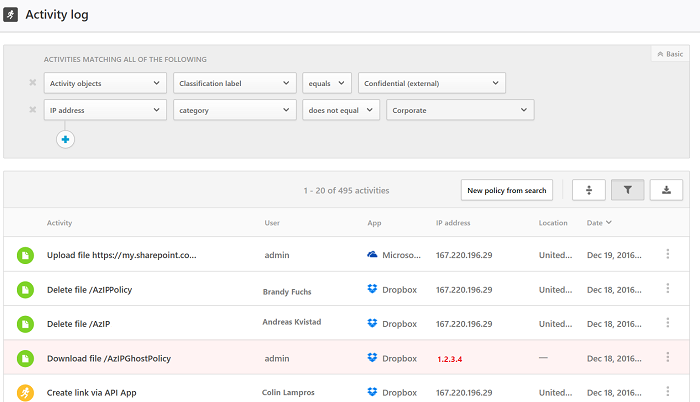 Activity log
Basic
ACTIVITIES MATCHING ALL OF THE FOLLOWING
Activity objects Classification label equals Confidential (external)
IP address category does not equal Corporate
1 - 20 of 495 activities New policy from search
Activity User App IP address Location Date
Upload file https://my.sharepoint.co... admin Microso... 167.220.196.29 United... Dec 19, 2016...
Delete file /AzIPPolicy Brandy Fuchs Dropbox 167.220.196.29 United... Dec 18, 2016...
Delete file /AzIP Andreas Kvistad Dropbox 167.220.196.29 United... Dec 18, 2016...
Download file /AzIPGhostPolicy admin Dropbox 1.2.3.4 — Dec 18, 2016...
Create link via API App Colin Lampros Dropbox 167.220.196.29 United... Dec 18, 2016...